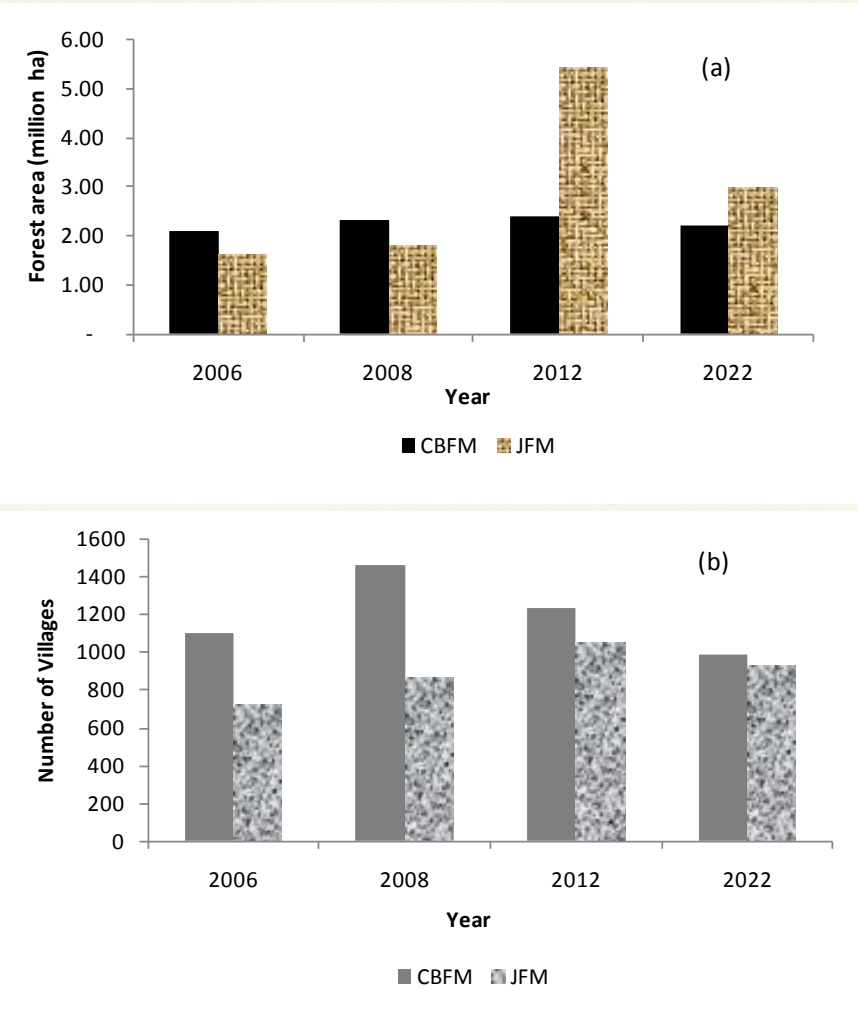 6.00
5.00
4.00
3.00
2.00
1.00
-
Forest area (million ha)
(a)
2006 2008 2012 2022
Year
CBFM JFM
1600
1400
1200
1000
800
600
400
200
0
Number of Villages
(b)
2006 2008 2012 2022
Year
CBFM JFM